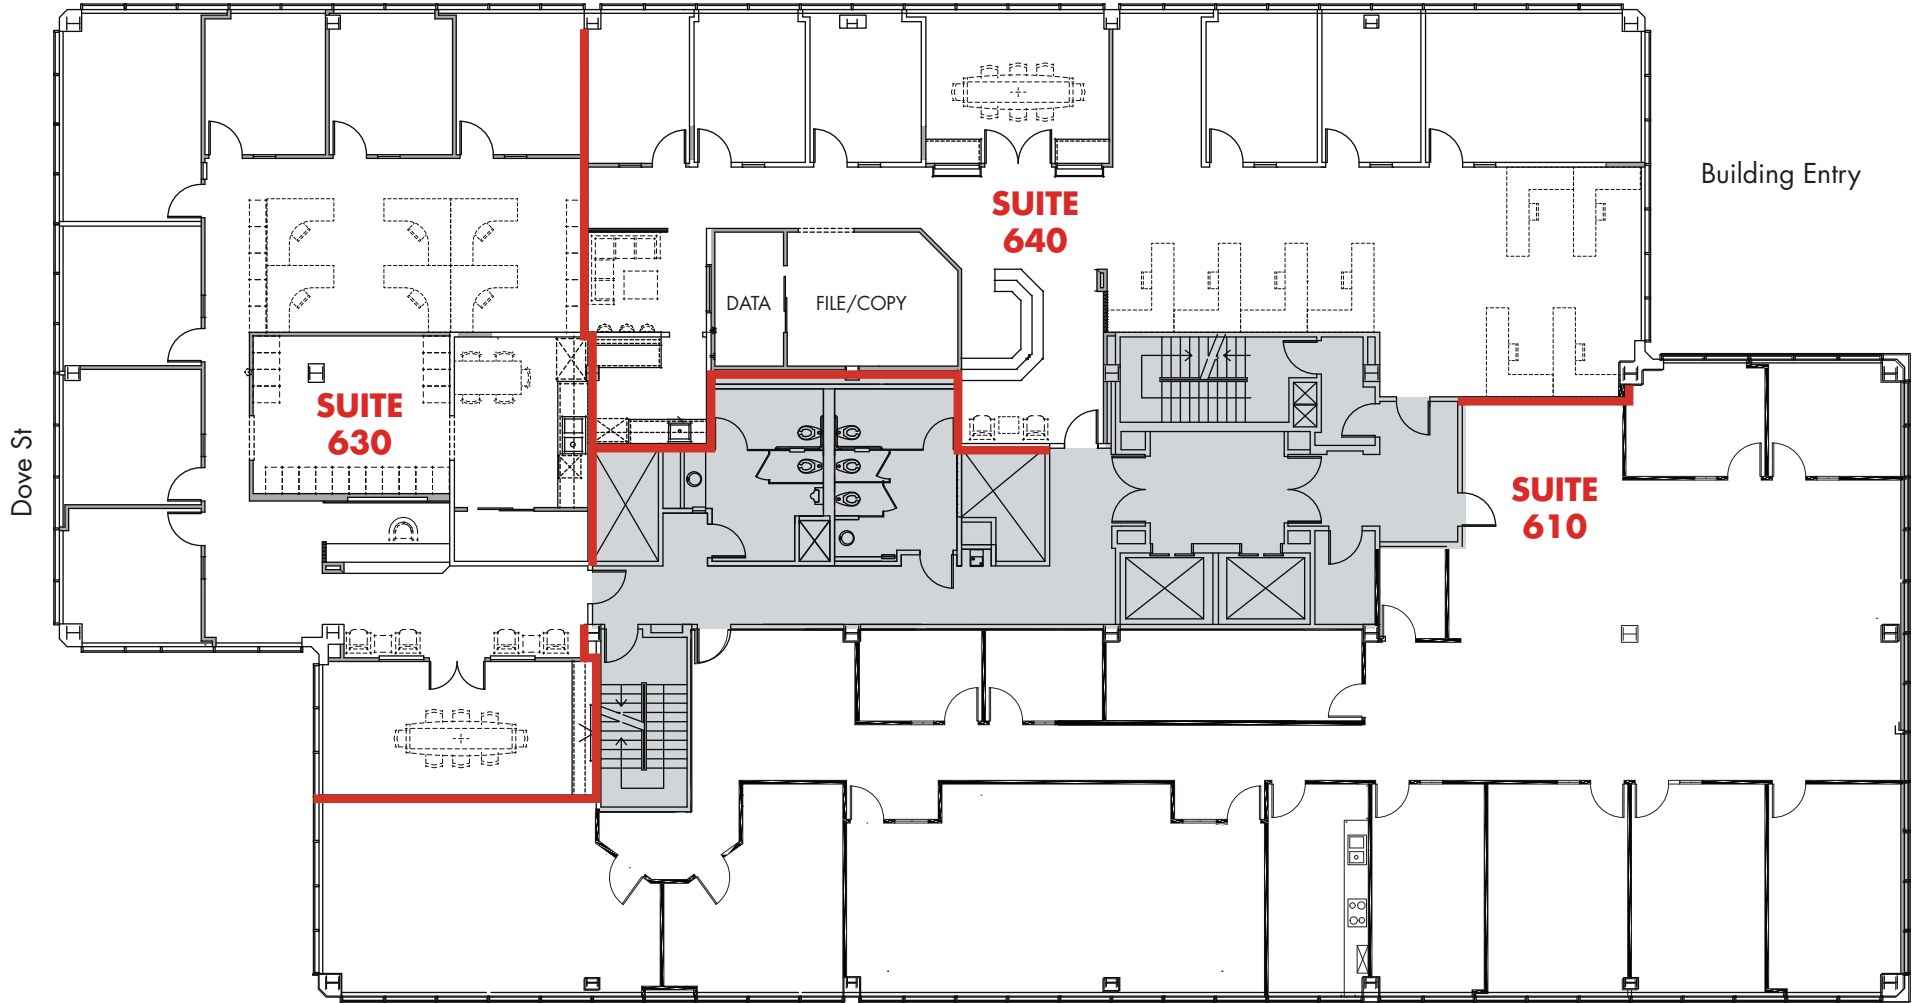 Building Entry
SUITE
640
DATA
FILE/COPY
SUITE
630
Dove St
SUITE
610